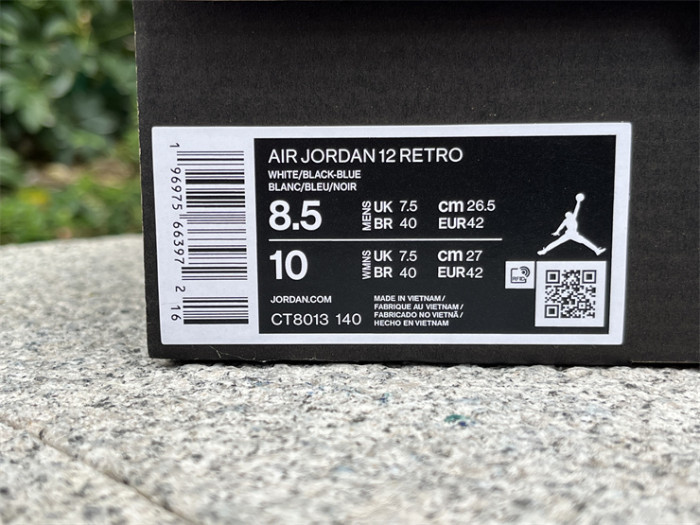 AIR JORDAN 12 RETRO
WHITE/BLACK-BLUE
BLANC/BLEU/NOIR
8.5 MENS UK 7.5 cm 26.5
BR 40 EUR 42
10 WMNS UK 7.5 cm 27
BR 40 EUR 42
JORDAN.COM
CT8013 140
MADE IN VIETNAM /
FABRIQUE AU VIETNAM /
FABRICADO NO VIETNÃ /
HECHO EN VIETNAM
1 96975 66397 2 16